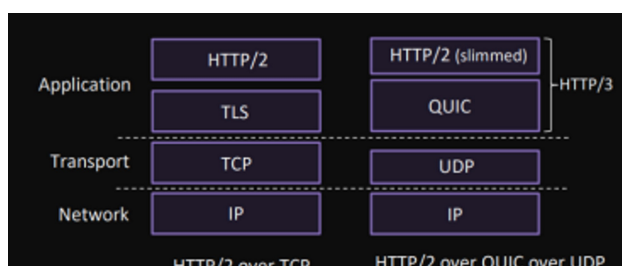 HTTP/2
HTTP/2 (slimmed)
HTTP/3
Application
TLS
QUIC
Transport
TCP
UDP
Network
IP
IP
HTTP/2 over TCP
HTTP/2 over QUIC over UDP